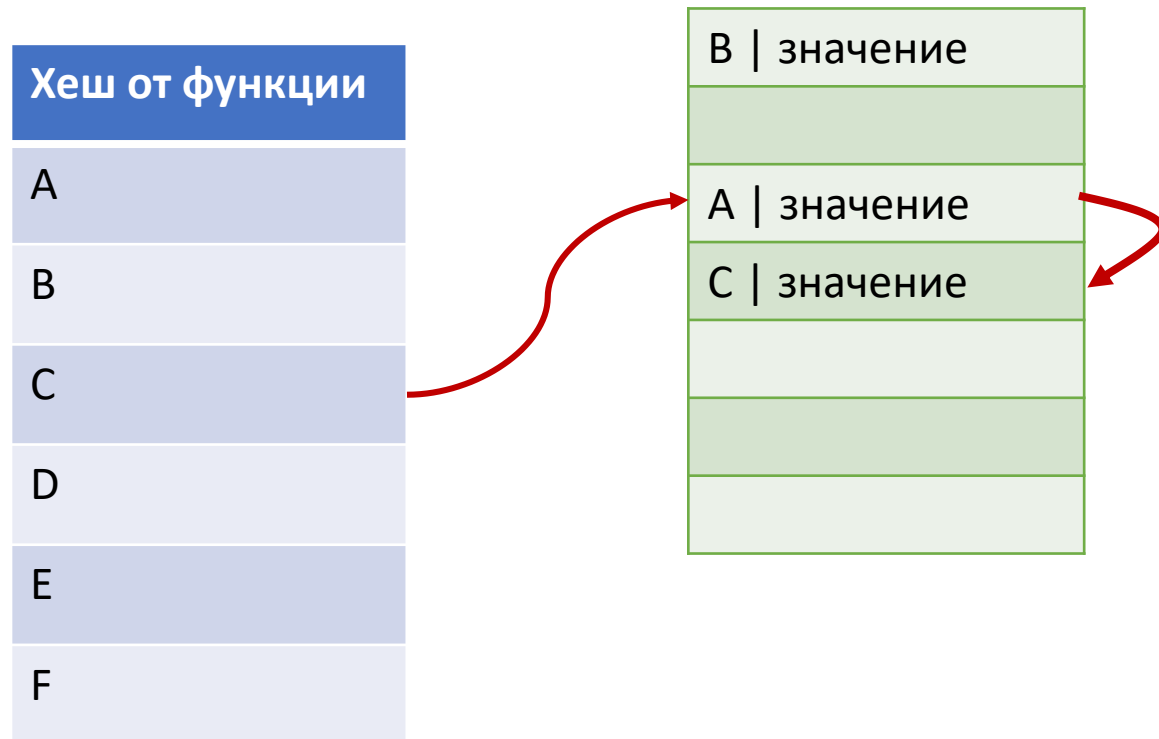 Хеш от функции
A
B
C
D
E
F
B | значение
A | значение
C | значение